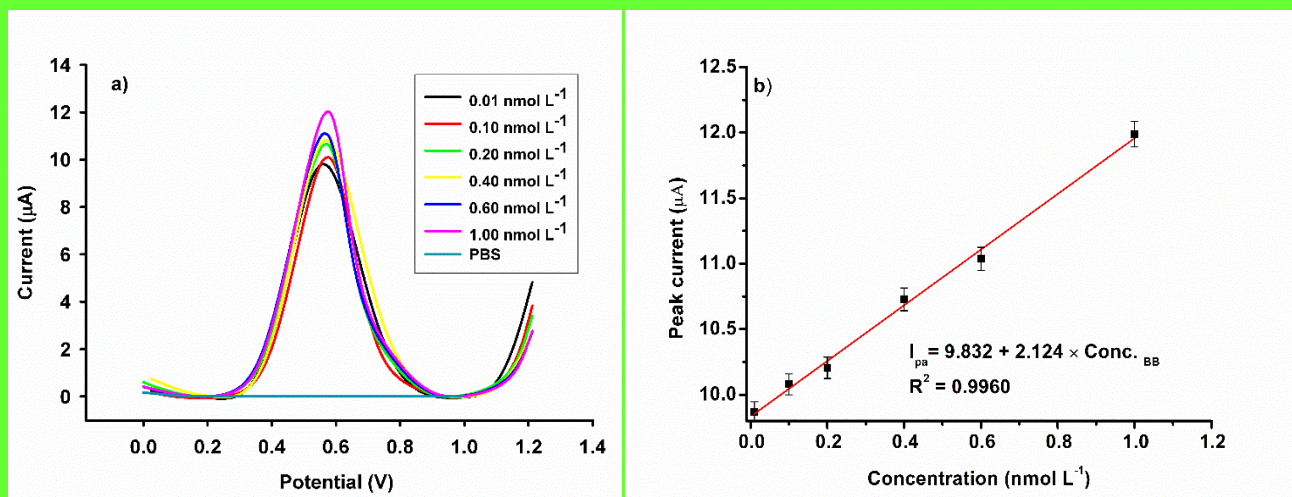 a)
14
12
10
8
6
4
2
0
Current (µA)
0.01 nmol L⁻¹
0.10 nmol L⁻¹
0.20 nmol L⁻¹
0.40 nmol L⁻¹
0.60 nmol L⁻¹
1.00 nmol L⁻¹
PBS
0.0 0.2 0.4 0.6 0.8 1.0 1.2 1.4
Potential (V)
b)
12.5
12.0
11.5
11.0
10.5
10.0
Peak current (µA)
I_pa = 9.832 + 2.124 × Conc. BB
R² = 0.9960
0.0 0.2 0.4 0.6 0.8 1.0 1.2
Concentration (nmol L⁻¹)